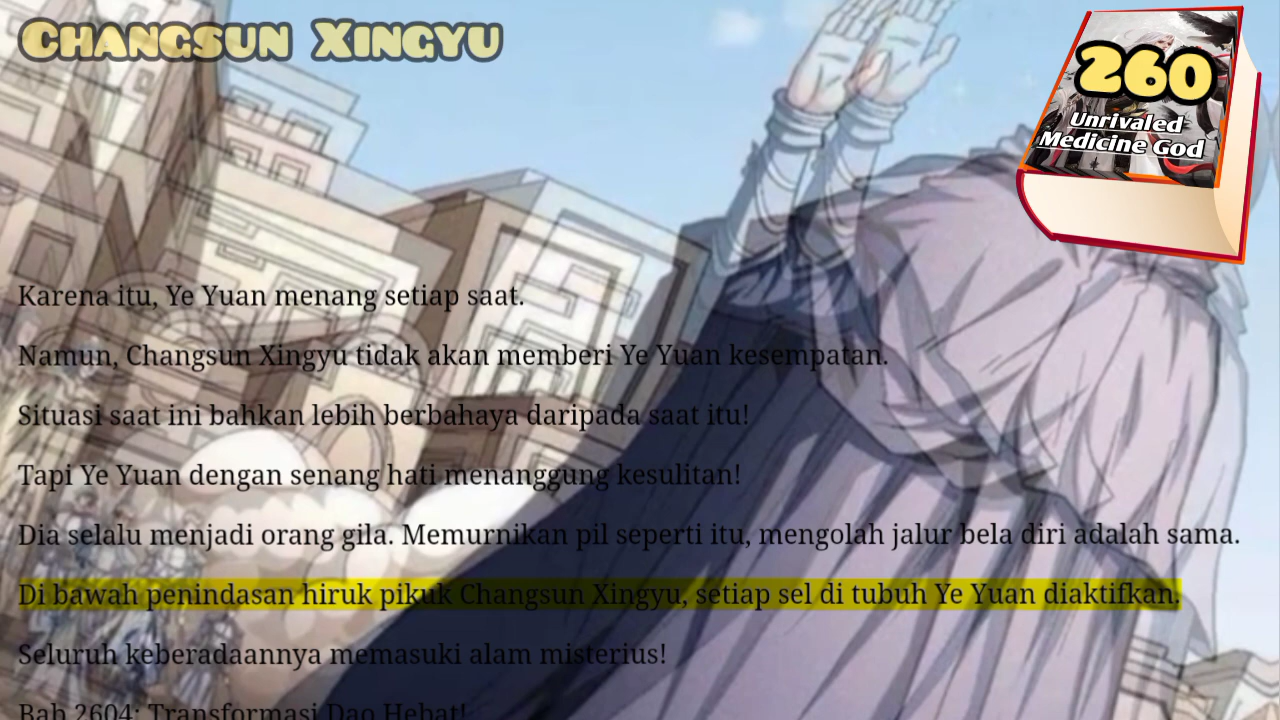 Changsun Xingyu
260
Unrivaled
Medicine God
Karena itu, Ye Yuan menang setiap saat.
Namun, Changsun Xingyu tidak akan memberi Ye Yuan kesempatan.
Situasi saat ini bahkan lebih berbahaya daripada saat itu!
Tapi Ye Yuan dengan senang hati menanggung kesulitan!
Dia selalu menjadi orang gila. Memurnikan pil seperti itu, mengolah jalur bela diri adalah sama.
Di bawah penindasan hiruk pikuk Changsun Xingyu, setiap sel di tubuh Ye Yuan diaktifkan.
Seluruh keberadaannya memasuki alam misterius!
Bab 2604: Transformasi Dao Hebat!